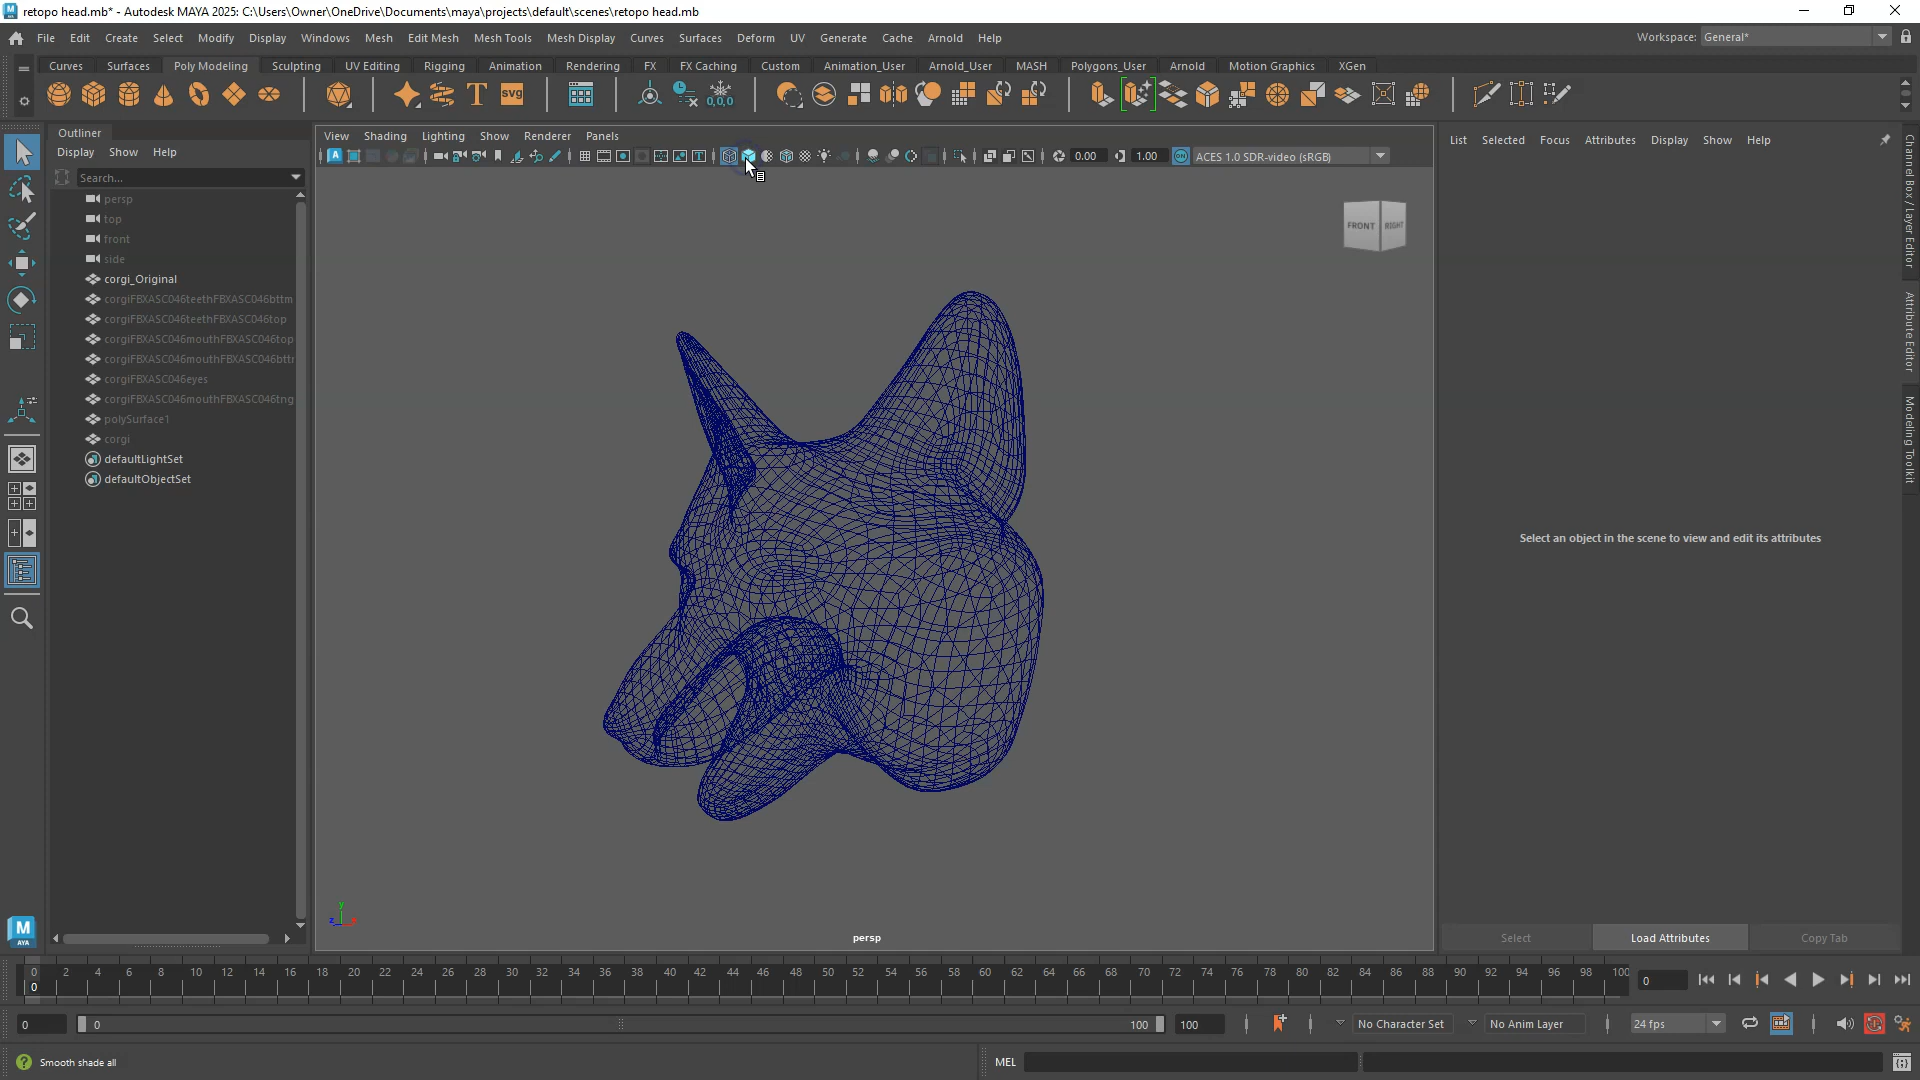 retopo head.mb* - Autodesk MAYA 2025: C:\Users\Owner\OneDrive\Documents\maya\projects\default\scenes\retopo head.mb
File Edit Create Select Modify Display Windows Mesh Edit Mesh Mesh Tools Mesh Display Curves Surfaces Deform UV Generate Cache Arnold Help
Workspace: General*
Curves Surfaces Poly Modeling Sculpting UV Editing Rigging Animation Rendering FX FX Caching Custom Animation_User Arnold_User MASH Polygons_User Arnold Motion Graphics XGen
T SVG 0,0,0
Outliner
Display Show Help
Search...
persp
top
front
side
corgi_Original
corgiFBXASC046teethFBXASC046bttm
corgiFBXASC046teethFBXASC046top
corgiFBXASC046mouthFBXASC046top
corgiFBXASC046mouthFBXASC046bttr
corgiFBXASC046eyes
corgiFBXASC046mouthFBXASC046tng
polySurface1
corgi
defaultLightSet
defaultObjectSet
View Shading Lighting Show Renderer Panels
0.00 1.00 ON ACES 1.0 SDR-video (sRGB)
FRONT RIGHT
y
z x
persp
List Selected Focus Attributes Display Show Help
Select an object in the scene to view and edit its attributes
Select Load Attributes Copy Tab
Channel Box / Layer Editor
Attribute Editor
Modeling Toolkit
M
AYA
0 2 4 6 8 10 12 14 16 18 20 22 24 26 28 30 32 34 36 38 40 42 44 46 48 50 52 54 56 58 60 62 64 66 68 70 72 74 76 78 80 82 84 86 88 90 92 94 96 98 100
0
0
0 0 100 100 No Character Set No Anim Layer 24 fps
Smooth shade all
MEL